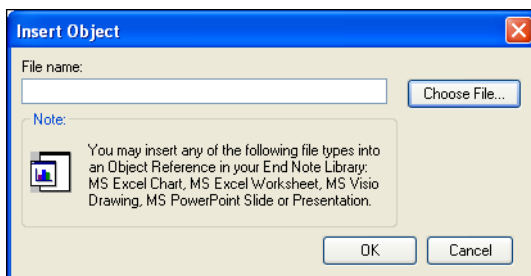 Insert Object
File name:
Choose File...
Note:
You may insert any of the following file types into
an Object Reference in your End Note Library:
MS Excel Chart, MS Excel Worksheet, MS Visio
Drawing, MS PowerPoint Slide or Presentation.
OK
Cancel